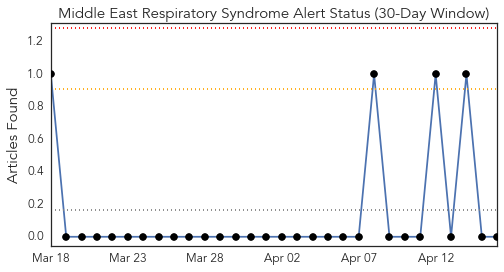 Middle East Respiratory Syndrome Alert Status (30-Day Window)
Articles Found
1.2
1.0
0.8
0.6
0.4
0.2
0.0
Mar 18 Mar 23 Mar 28 Apr 02 Apr 07 Apr 12